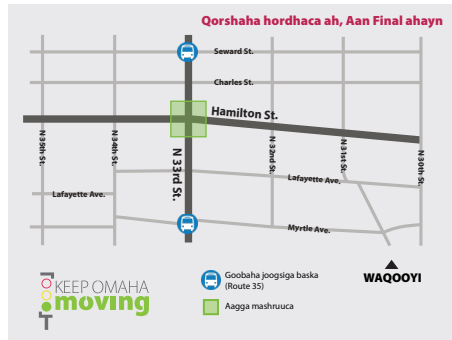 Qorshaha hordhaca ah, Aan Final ahayn
Seward St.
Charles St.
Hamilton St.
N 35th St.
N 34th St.
N 33rd St.
N 32nd St.
N 31st St.
N 30th St.
Lafayette Ave.
Lafayette Ave.
Myrtle Ave.
KEEP OMAHA
moving
Goobaha joogsiga baska
(Route 35)
Aagga mashruuca
WAQOOYI